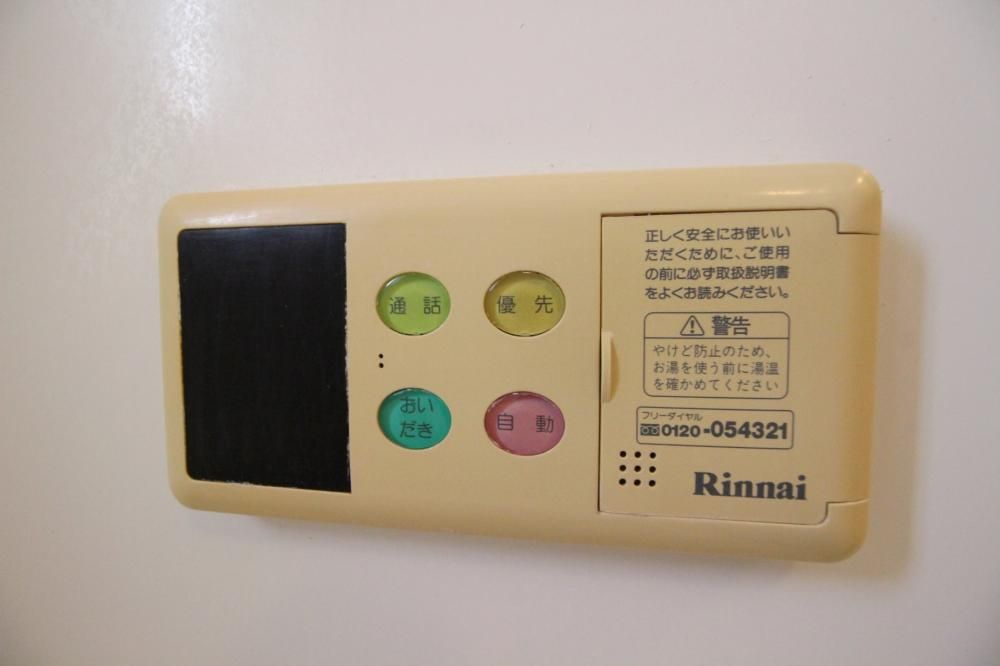 通話
優先
おい
だき
自動
正しく安全にお使いい
ただくために、ご使用
の前に必ず取扱説明書
をよくお読みください。
警告
やけど防止のため、
お湯を使う前に湯温
を確かめてください
フリーダイヤル
0120-054321
Rinnai